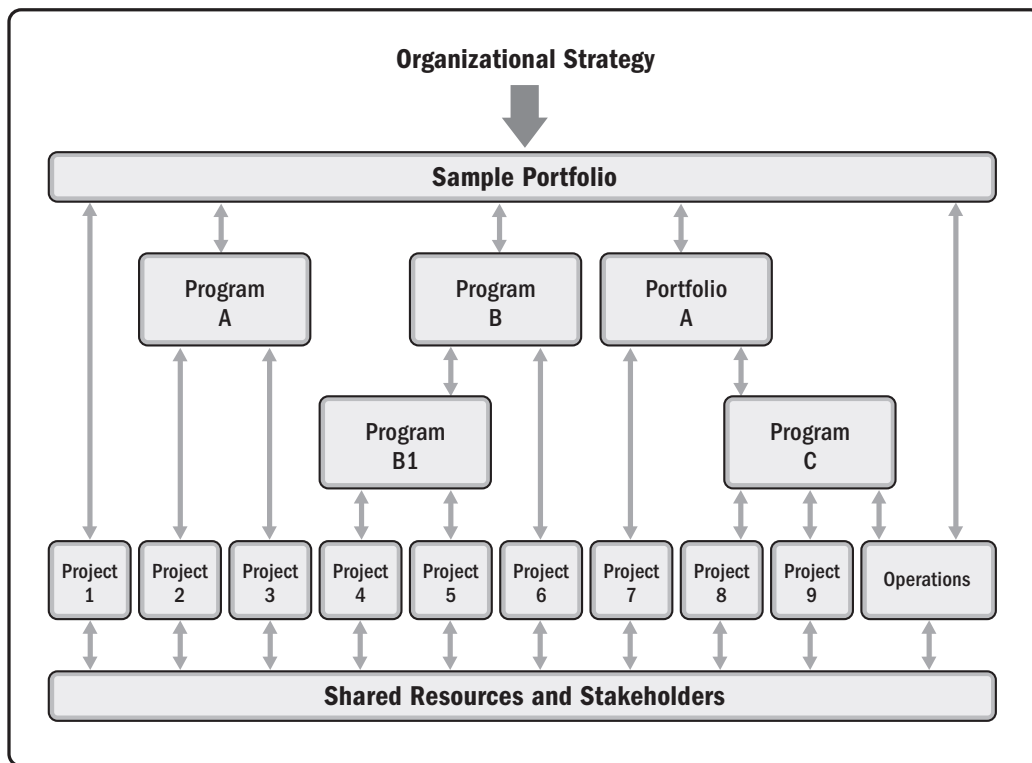 Organizational Strategy
Sample Portfolio
Program
A
Program
B
Portfolio
A
Program
B1
Program
C
Project
1
Project
2
Project
3
Project
4
Project
5
Project
6
Project
7
Project
8
Project
9
Operations
Shared Resources and Stakeholders